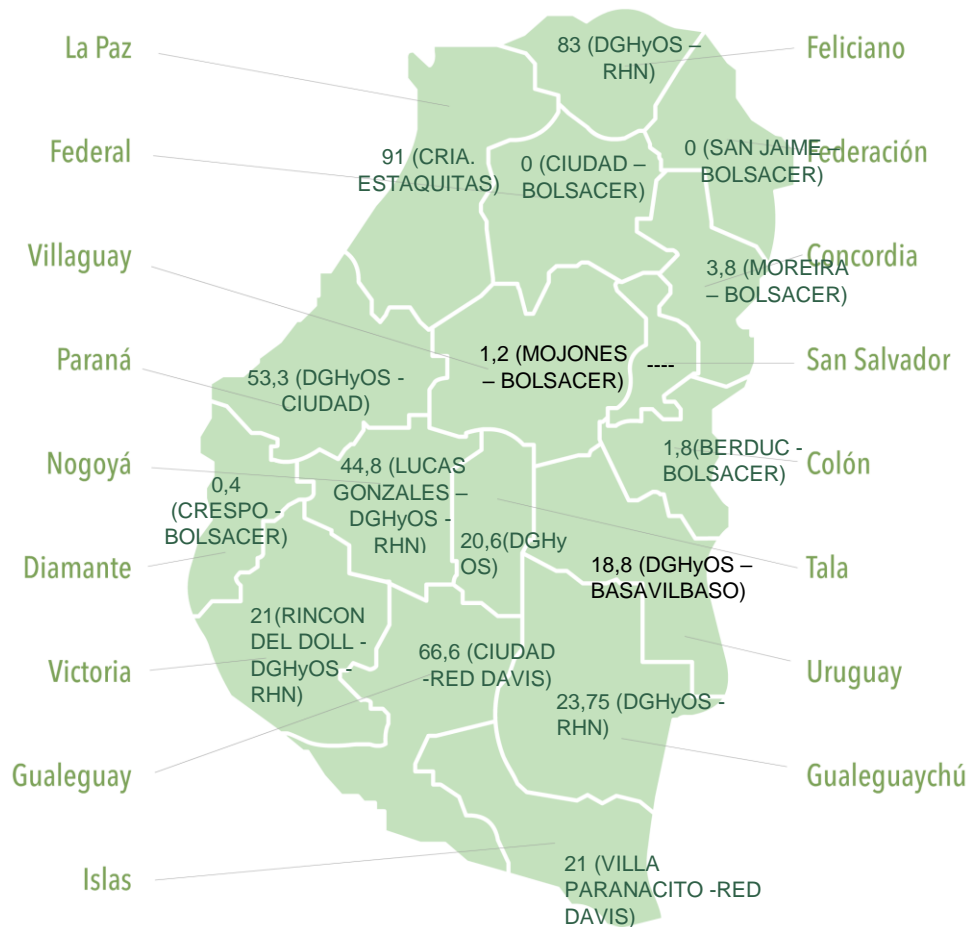 La Paz
83 (DGHyOS –
RHN)
Feliciano
Federal
91 (CRIA.
ESTAQUITAS)
0 (CIUDAD –
BOLSACER)
0 (SAN JAIME –
BOLSACER)
Federación
Villaguay
3,8 (MOREIRA
– BOLSACER)
Concordia
Paraná
53,3 (DGHyOS -
CIUDAD)
1,2 (MOJONES
– BOLSACER)
----
San Salvador
Nogoyá
44,8 (LUCAS
GONZALES –
DGHyOS -
RHN)
1,8(BERDUC -
BOLSACER)
Colón
0,4
(CRESPO -
BOLSACER)
Diamante
20,6(DGHy
OS)
18,8 (DGHyOS –
BASAVILBASO)
Tala
Victoria
21(RINCON
DEL DOLL -
DGHyOS -
RHN)
66,6 (CIUDAD
-RED DAVIS)
Uruguay
23,75 (DGHyOS -
RHN)
Gualeguay
Gualeguaychú
Islas
21 (VILLA
PARANACITO -RED
DAVIS)